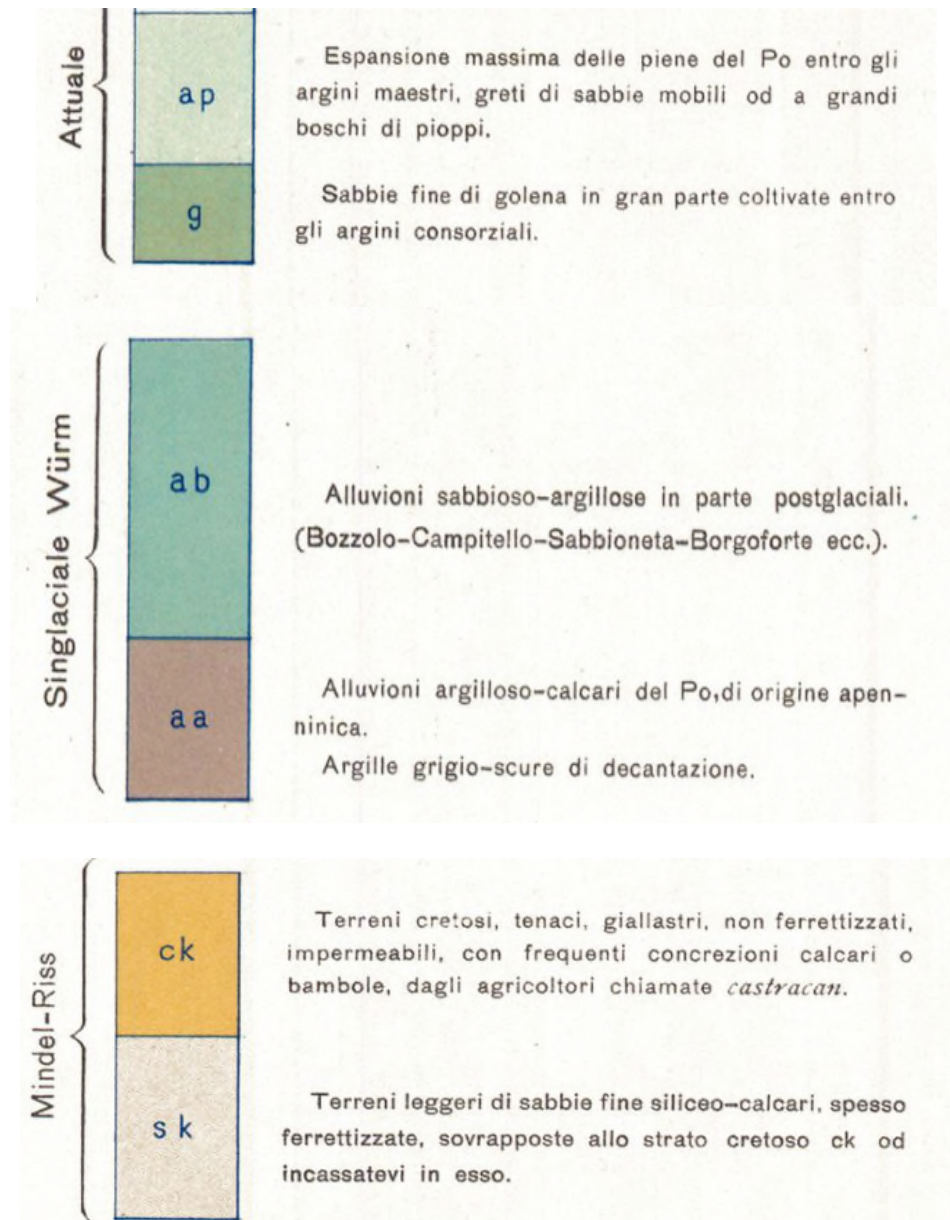 Attuale
ap
Espansione massima delle piene del Po entro gli
argini maestri, greti di sabbie mobili od a grandi
boschi di pioppi.
g
Sabbie fine di golena in gran parte coltivate entro
gli argini consorziali.
Singlaciale Würm
ab
Alluvioni sabbioso-argillose in parte postglaciali.
(Bozzolo-Campitello-Sabbioneta-Borgoforte ecc.).
aa
Alluvioni argilloso-calcari del Po, di origine apen-
ninica.
Argille grigio-scure di decantazione.
Mindel-Riss
ck
Terreni cretosi, tenaci, giallastri, non ferrettizzati,
impermeabili, con frequenti concrezioni calcari o
bambole, dagli agricoltori chiamate castracan.
sk
Terreni leggeri di sabbie fine siliceo-calcari, spesso
ferrettizzate, sovrapposte allo strato cretoso ck od
incassatevi in esso.